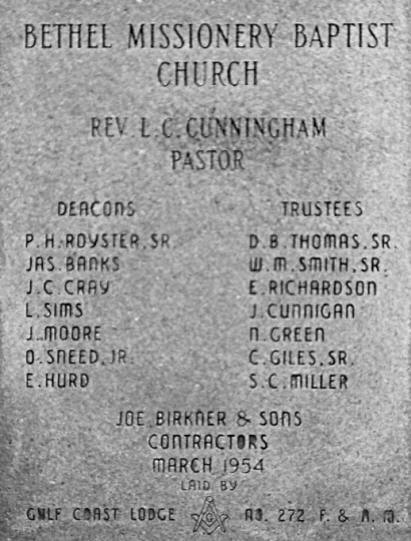 BETHEL MISSIONERY BAPTIST
CHURCH
REV. L.C. CUNNINGHAM
PASTOR
DEACONS
P.H. ROYSTER, SR.
JAS. BANKS
J.C. CRAY
L. SIMS
J. MOORE
O. SNEED, JR.
E. HURD
TRUSTEES
D.B. THOMAS, SR.
W.M. SMITH, SR.
E. RICHARDSON
J. CUNNIGAN
N. GREEN
C. GILES, SR.
S.C. MILLER
JOE BIRKNER & SONS
CONTRACTORS
MARCH 1954
LAID BY
GULF COAST LODGE G NO. 272 F. & A. M.